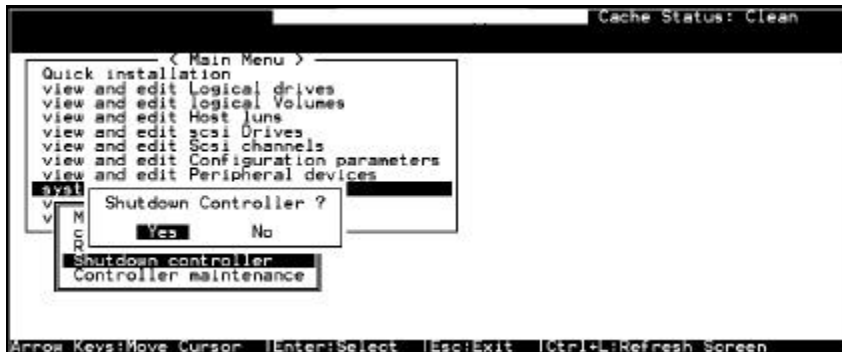 Cache Status: Clean
< Main Menu >
Quick installation
view and edit Logical drives
view and edit logical Volumes
view and edit Host luns
view and edit scsi Drives
view and edit Scsi channels
view and edit Configuration parameters
view and edit Peripheral devices
syst
v
v
Shutdown Controller ?
Yes No
M
c
R
Shutdown controller
Controller maintenance
Arrow Keys:Move Cursor |Enter:Select |Esc:Exit |Ctrl+L:Refresh Screen